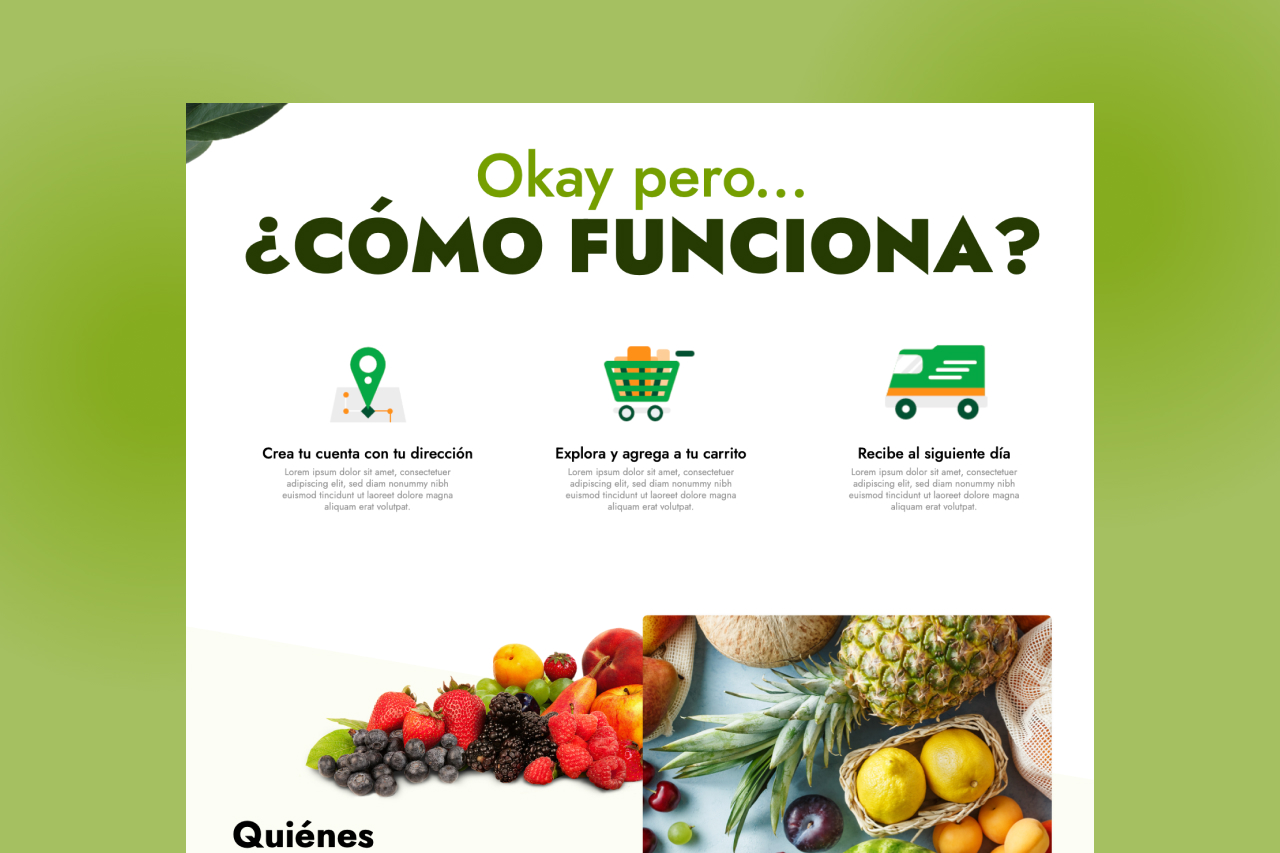 Okay pero...
¿CÓMO FUNCIONA?
Crea tu cuenta con tu dirección
Lorem ipsum dolor sit amet, consectetuer
adipiscing elit, sed diam nonummy nibh
euismod tincidunt ut laoreet dolore magna
aliquam erat volutpat.
Explora y agrega a tu carrito
Lorem ipsum dolor sit amet, consectetuer
adipiscing elit, sed diam nonummy nibh
euismod tincidunt ut laoreet dolore magna
aliquam erat volutpat.
Recibe al siguiente día
Lorem ipsum dolor sit amet, consectetuer
adipiscing elit, sed diam nonummy nibh
euismod tincidunt ut laoreet dolore magna
aliquam erat volutpat.
Quiénes